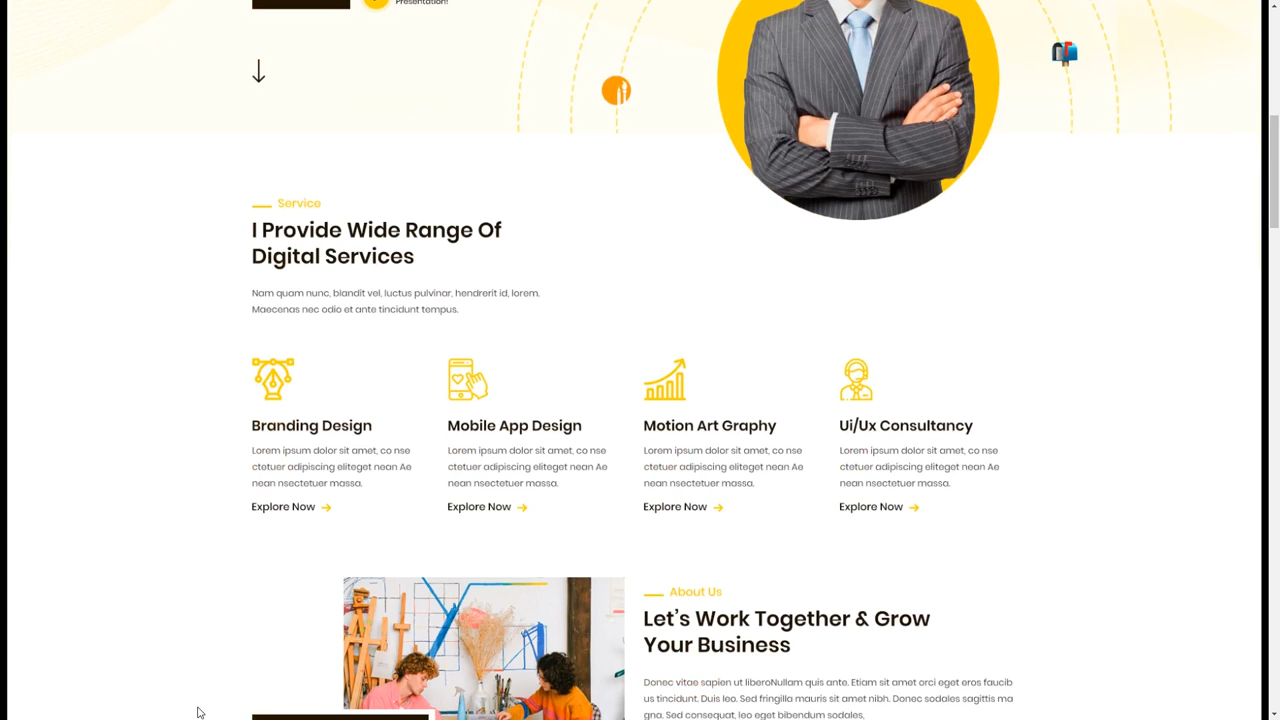 Presentation!
Service
I Provide Wide Range Of
Digital Services
Nam quam nunc, blandit vel, luctus pulvinar, hendrerit id, lorem.
Maecenas nec odio et ante tincidunt tempus.
Branding Design
Lorem ipsum dolor sit amet, co nse
ctetuer adipiscing eliteget nean Ae
nean nsectetuer massa.
Explore Now
Mobile App Design
Lorem ipsum dolor sit amet, co nse
ctetuer adipiscing eliteget nean Ae
nean nsectetuer massa.
Explore Now
Motion Art Graphy
Lorem ipsum dolor sit amet, co nse
ctetuer adipiscing eliteget nean Ae
nean nsectetuer massa.
Explore Now
Ui/Ux Consultancy
Lorem ipsum dolor sit amet, co nse
ctetuer adipiscing eliteget nean Ae
nean nsectetuer massa.
Explore Now
About Us
Let's Work Together & Grow
Your Business
Donec vitae sapien ut liberoNullam quis ante. Etiam sit amet orci eget eros faucib
us tincidunt. Duis leo. Sed fringilla mauris sit amet nibh. Donec sodales sagittis ma
gna. Sed consequat, leo eget bibendum sodales,